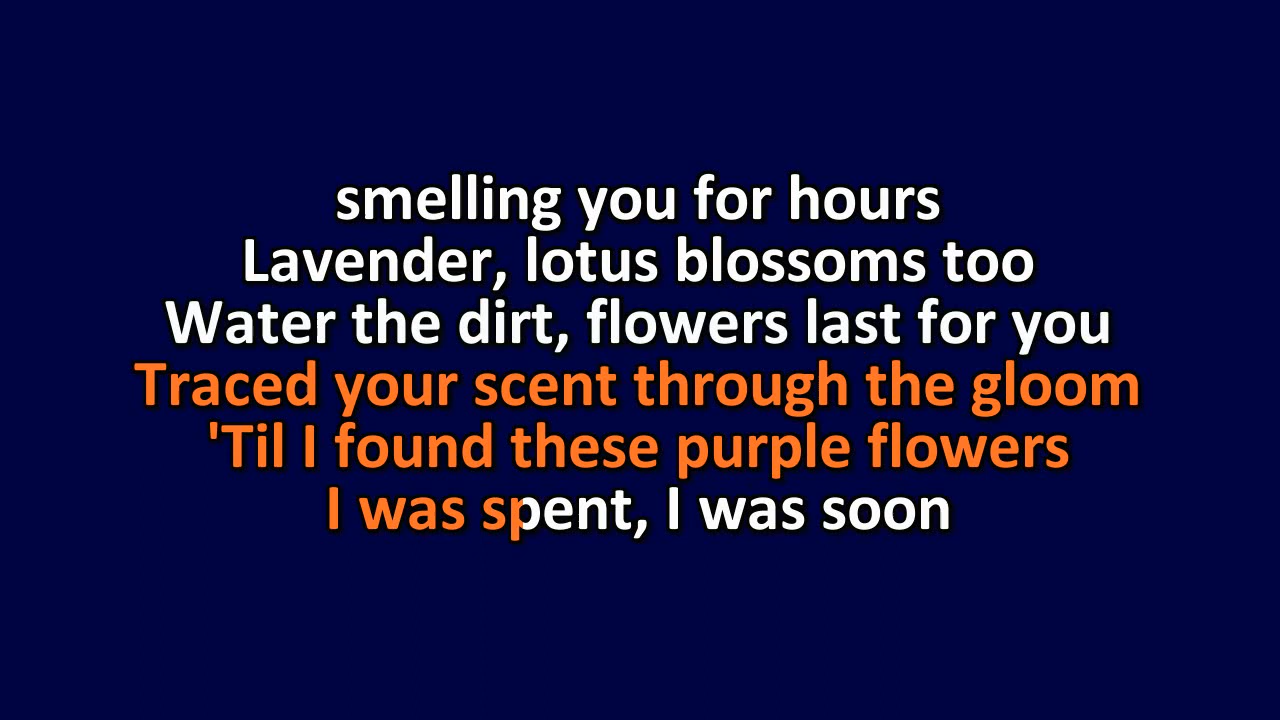 smelling you for hours
Lavender, lotus blossoms too
Water the dirt, flowers last for you
Traced your scent through the gloom
'Til I found these purple flowers
I was spent, I was soon